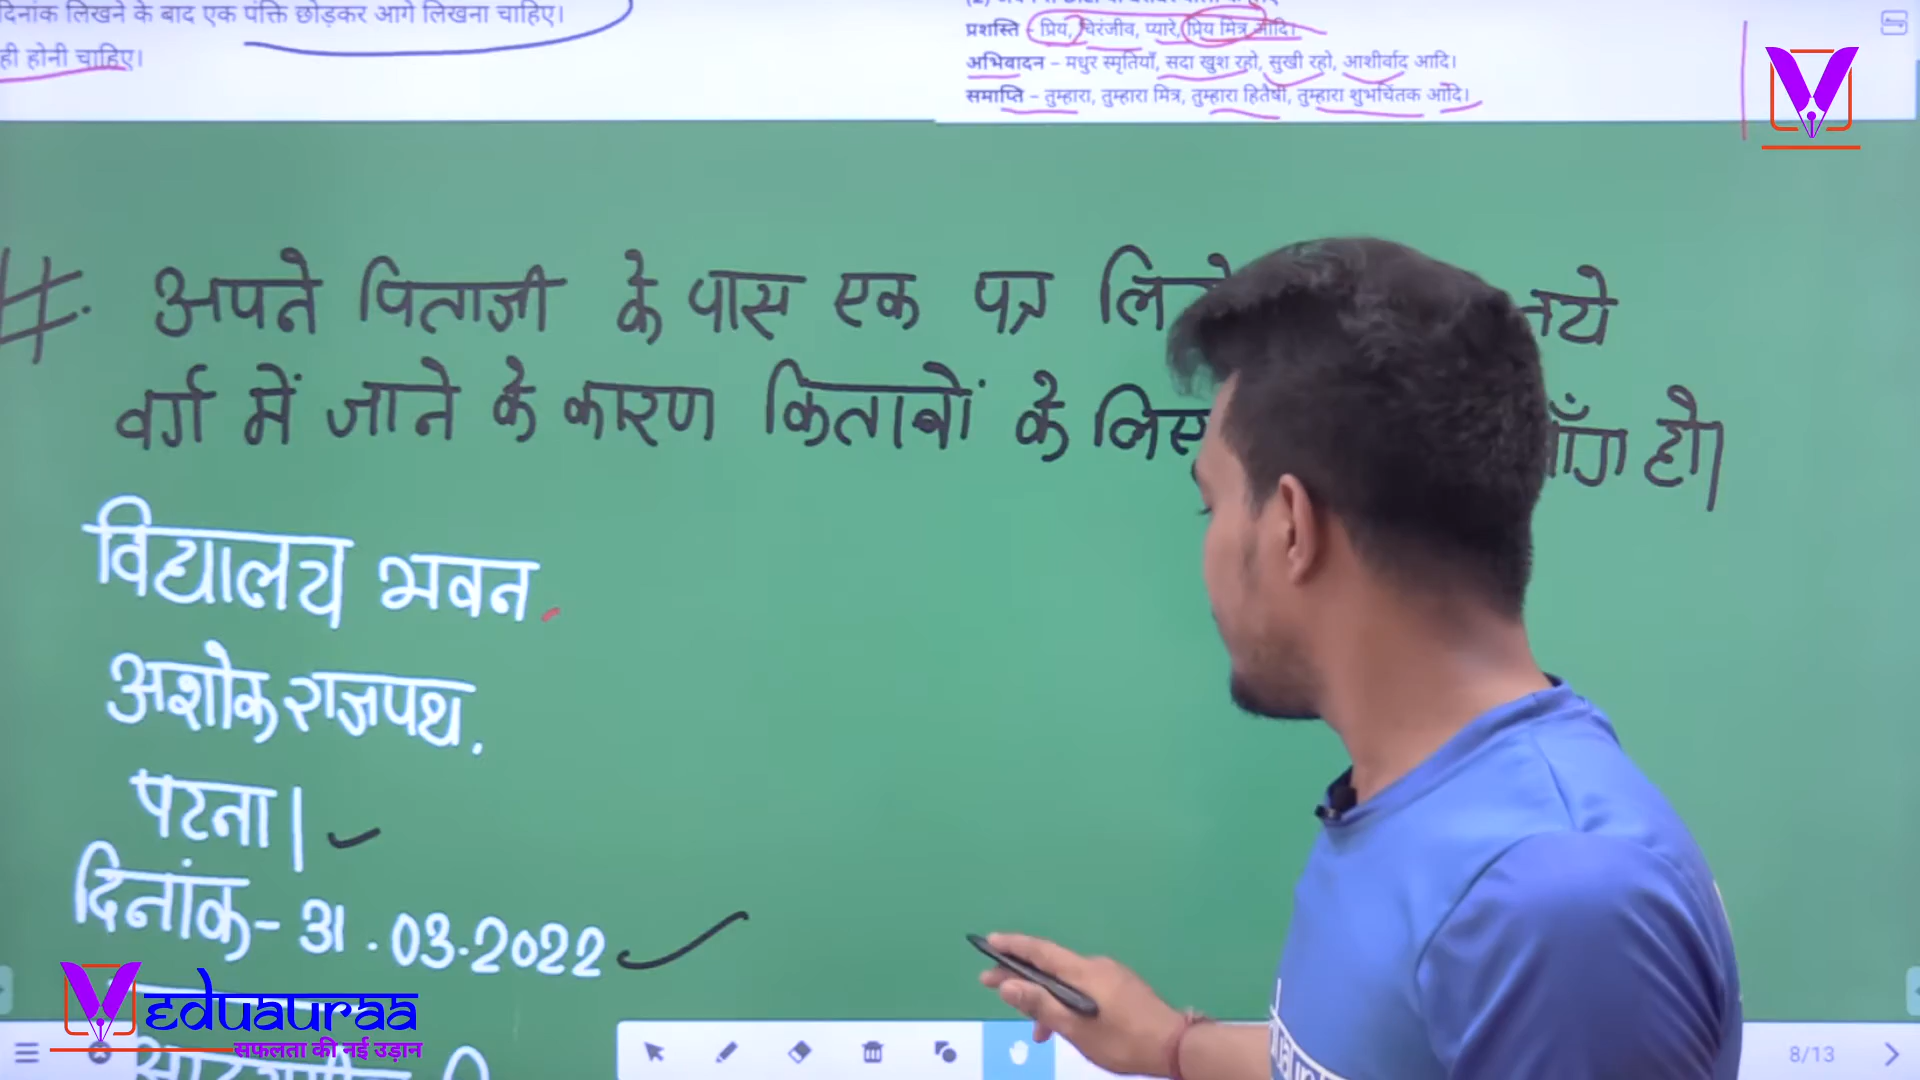 दिनांक लिखने के बाद एक पंक्ति छोड़कर आगे लिखना चाहिए।
ही होनी चाहिए।
प्रशस्ति – प्रिय, चिरंजीव, प्यारे, प्रिय मित्र आदि।
अभिवादन – मधुर स्मृतियाँ, सदा खुश रहो, सुखी रहो, आशीर्वाद आदि।
समाप्ति – तुम्हारा, तुम्हारा मित्र, तुम्हारा हितैषी, तुम्हारा शुभचिंतक आदि।
#. अपने पिताजी के पास एक पत्र नये
वर्ग में जाने के कारण किताबों के लिए हो।
विद्यालय भवन.
अशोक राजपथ.
पटना।
दिनांक - 31.03.2022
eduauraa
सफलता की नई उड़ान
8/13